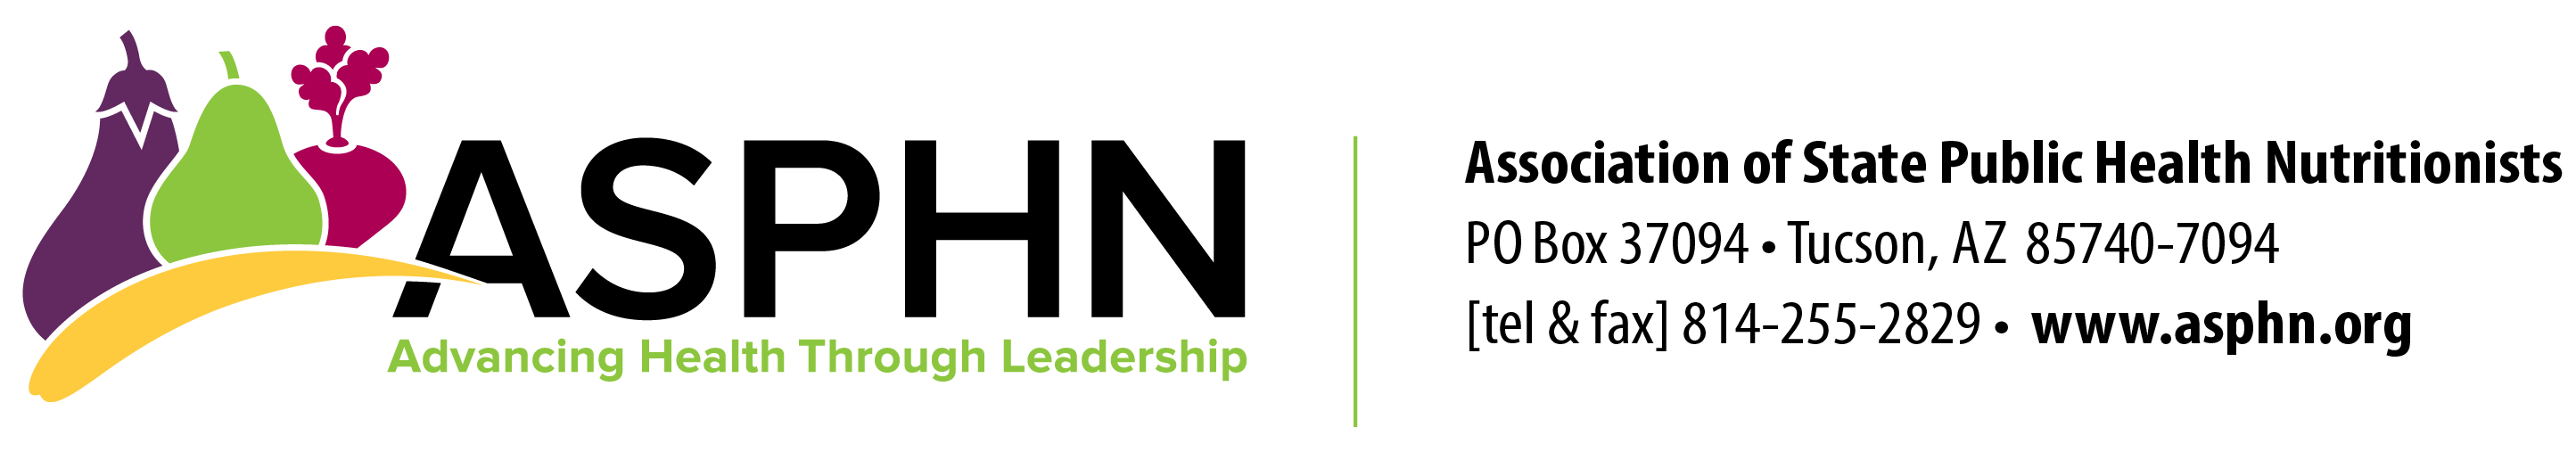 ASPHN
Advancing Health Through Leadership
Association of State Public Health Nutritionists
PO Box 37094 • Tucson, AZ 85740-7094
[tel & fax] 814-255-2829 • www.asphn.org